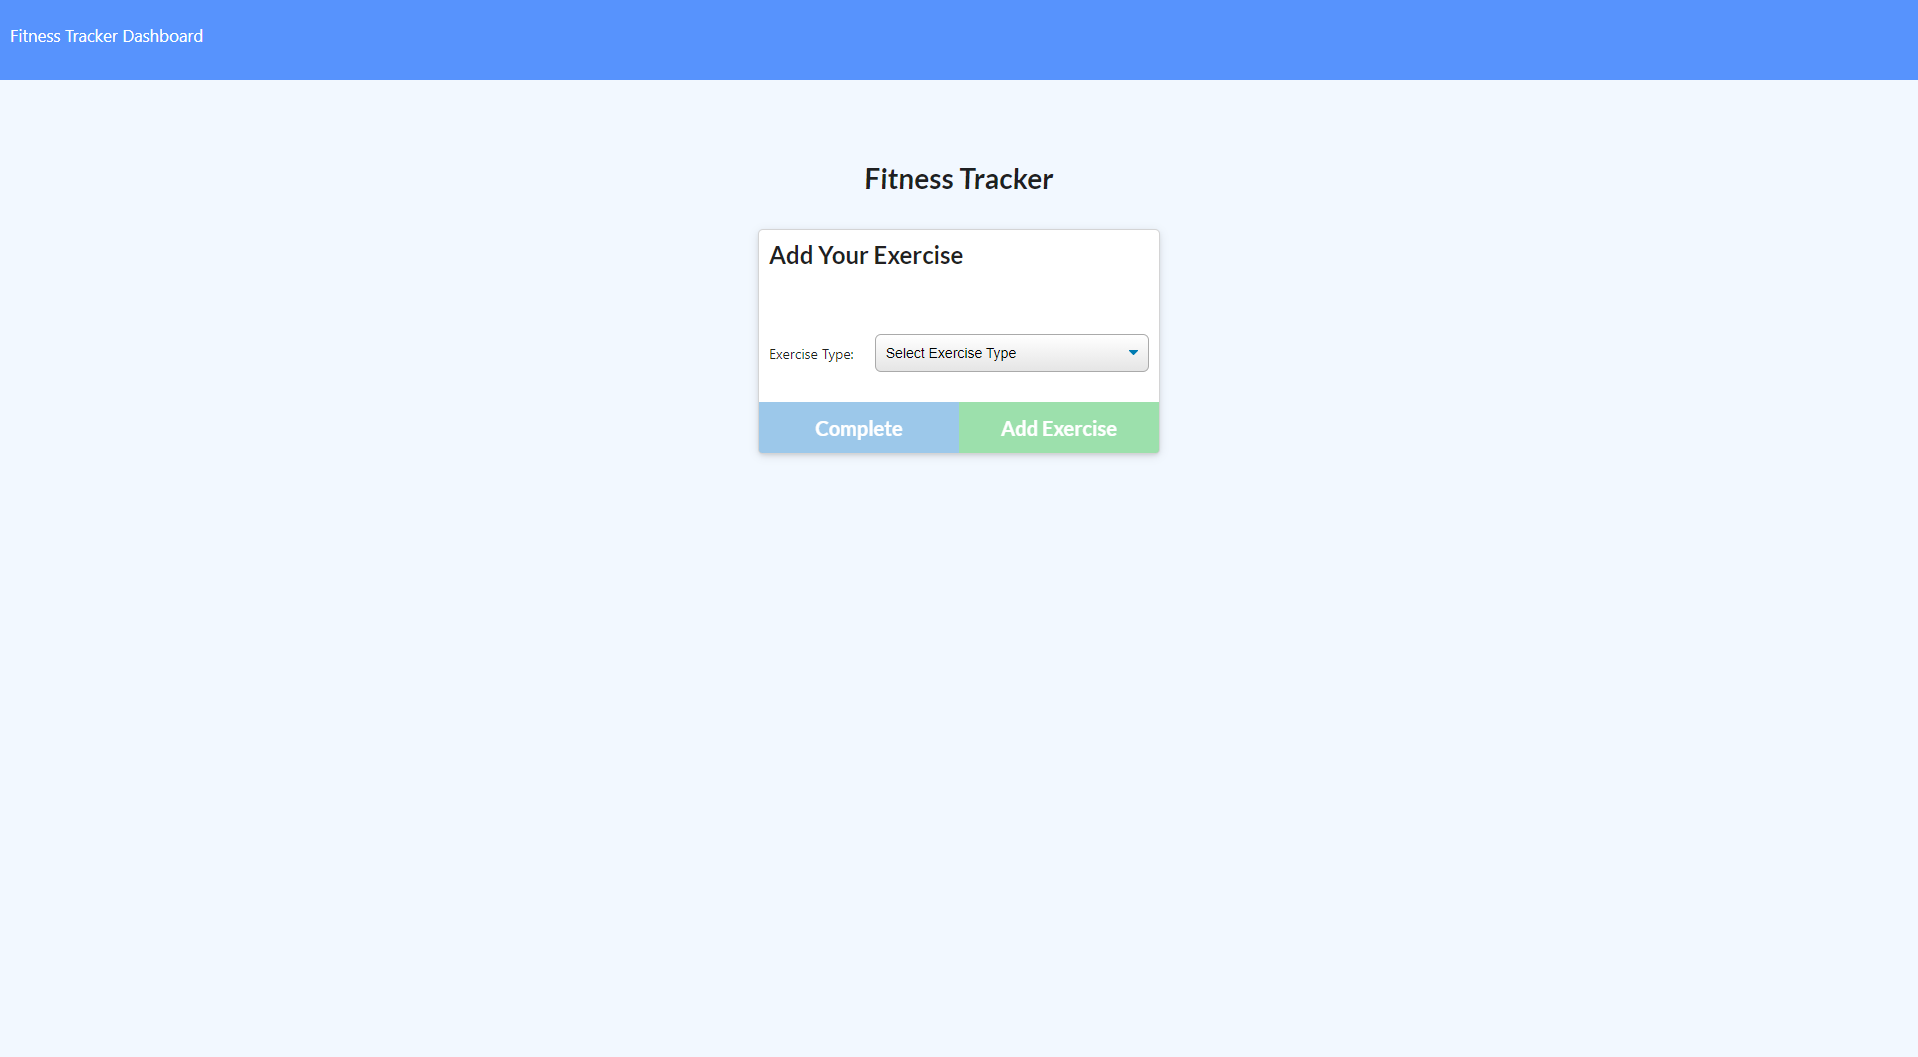 Fitness Tracker Dashboard
Fitness Tracker
Add Your Exercise
Exercise Type: Select Exercise Type
Complete Add Exercise